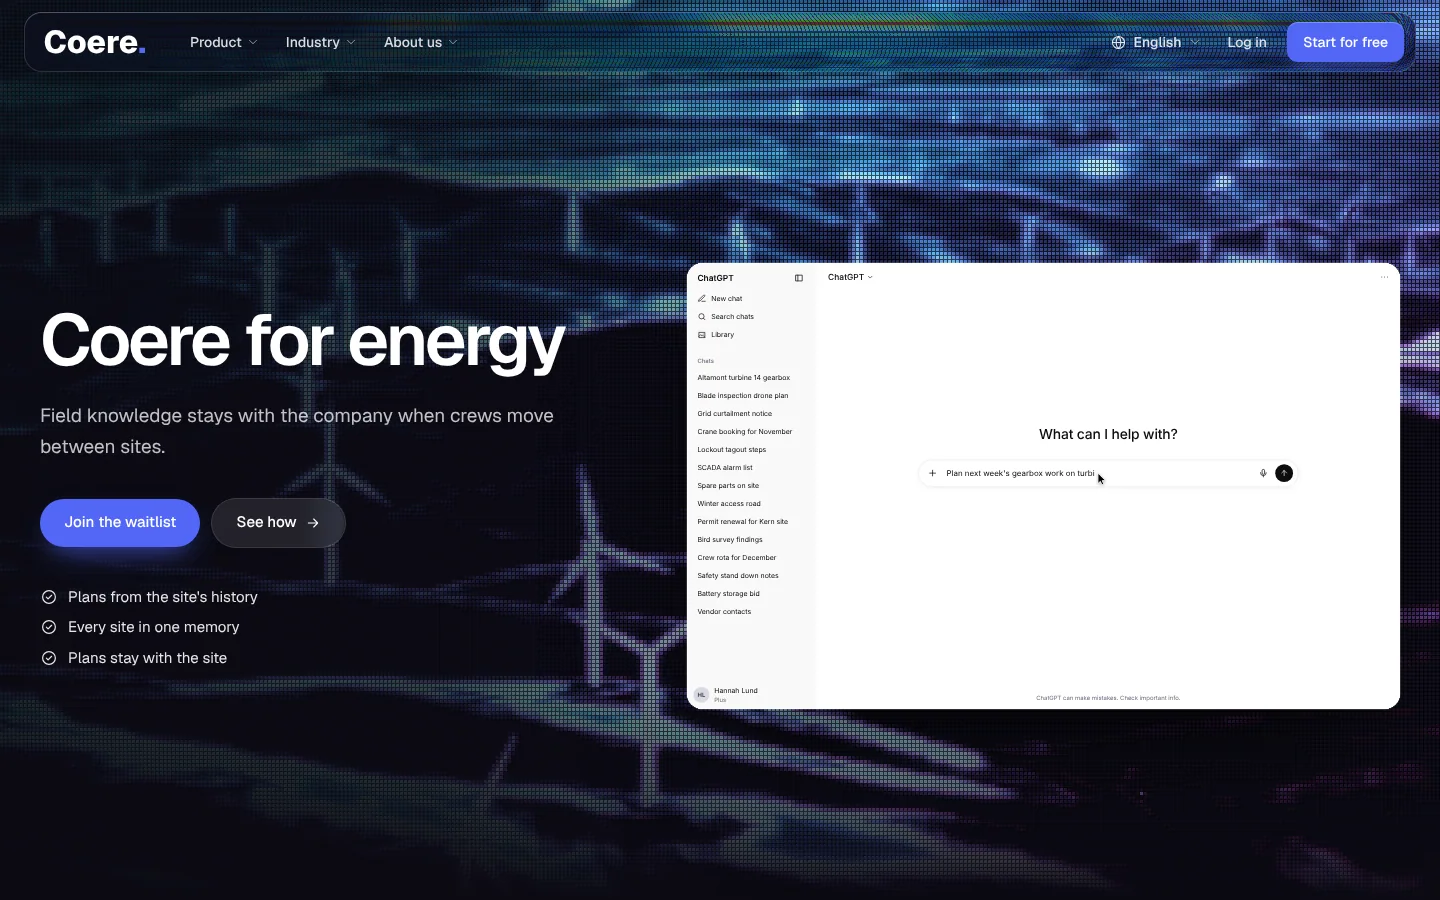 Coere.
Product
Industry
About us
English
Log in
Start for free
Coere for energy
Field knowledge stays with the company when crews move
between sites.
Join the waitlist
See how
Plans from the site's history
Every site in one memory
Plans stay with the site
ChatGPT
New chat
Search chats
Library
Chats
Altamont turbine 14 gearbox
Blade inspection drone plan
Grid curtailment notice
Crane booking for November
Lockout tagout steps
SCADA alarm list
Spare parts on site
Winter access road
Permit renewal for Kern site
Bird survey findings
Crew rota for December
Safety stand down notes
Battery storage bid
Vendor contacts
HL
Hannah Lund
Plus
ChatGPT
What can I help with?
Plan next week's gearbox work on turbi
ChatGPT can make mistakes. Check important info.